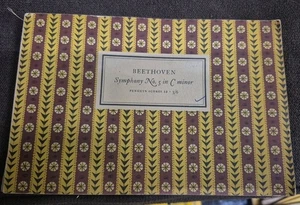 BEETHOVEN
Symphony No. 5 in C minor
PENGUIN SCORES